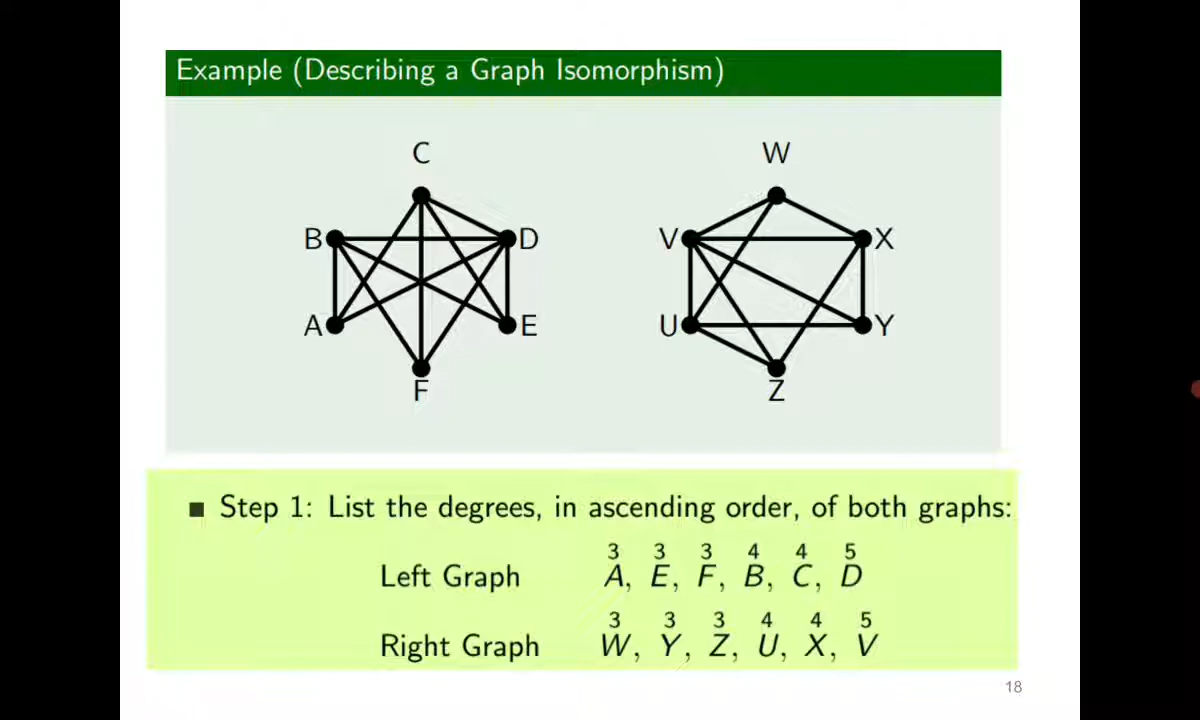 Example (Describing a Graph Isomorphism)
C W
B D V X
A E U Y
F Z
Step 1: List the degrees, in ascending order, of both graphs:
3 3 3 4 4 5
Left Graph A, E, F, B, C, D
3 3 3 4 4 5
Right Graph W, Y, Z, U, X, V
18